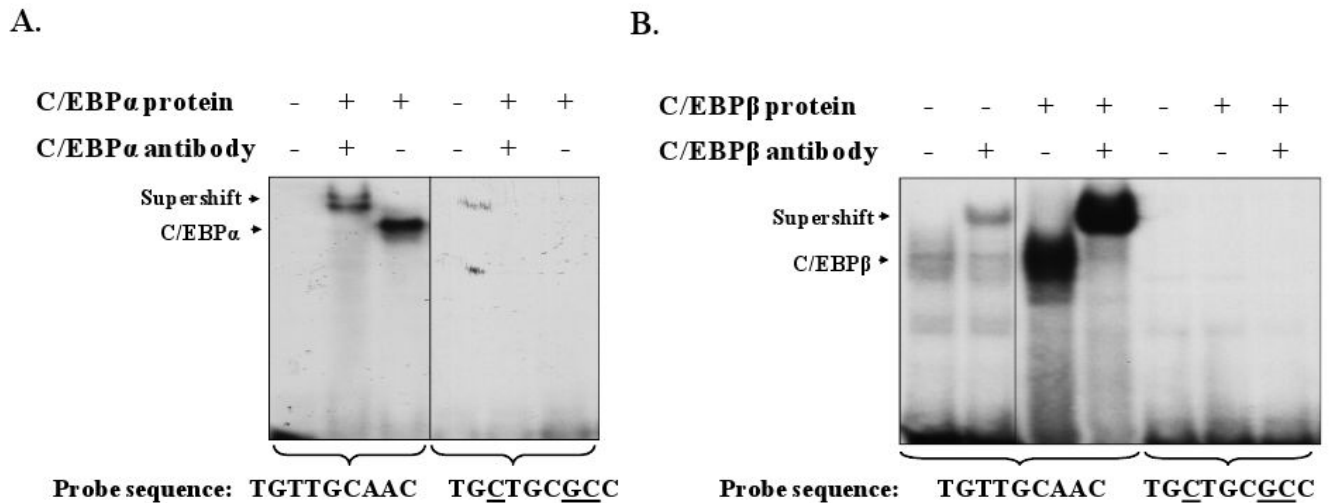 A.
C/EBPα protein - + + - + +
C/EBPα antibody - + - - + -
Supershift
C/EBPα
Probe sequence: TGTTGCAAC TGCTGCGCC
B.
C/EBPβ protein - - + + - + +
C/EBPβ antibody - + - + - - +
Supershift
C/EBPβ
Probe sequence: TGTTGCAAC TGCTGCGCC